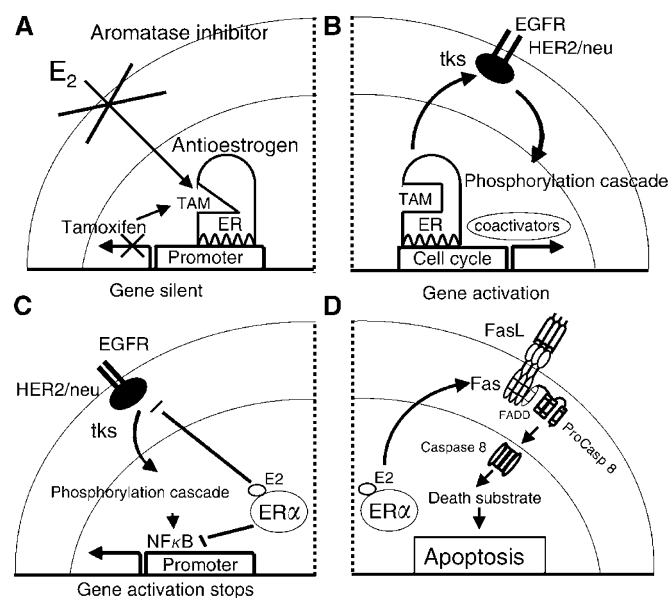 A
Aromatase inhibitor
E2
Antioestrogen
TAM
Tamoxifen
ER
Promoter
Gene silent
B
EGFR
HER2/neu
tks
Phosphorylation cascade
TAM
ER
coactivators
Cell cycle
Gene activation
C
EGFR
HER2/neu
tks
Phosphorylation cascade
E2
ERα
NFκB
Promoter
Gene activation stops
D
FasL
Fas
FADD
ProCasp 8
Caspase 8
E2
ERα
Death substrate
Apoptosis